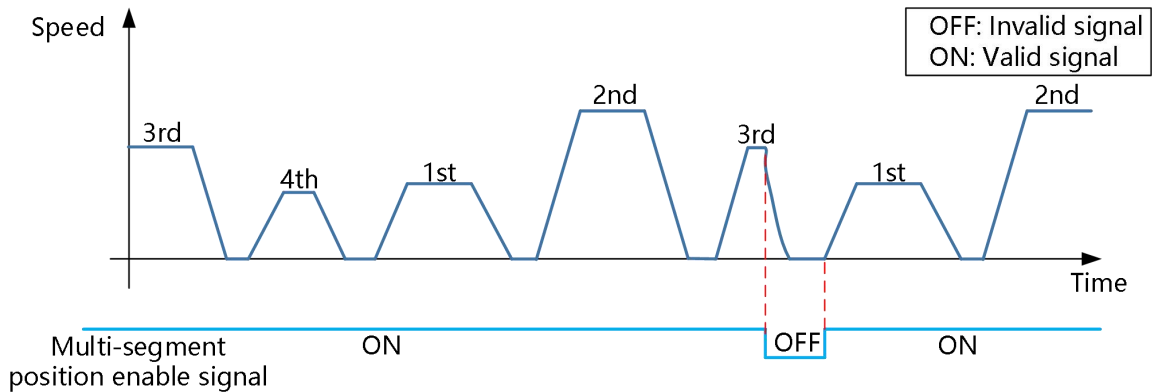 Speed
OFF: Invalid signal
ON: Valid signal
3rd
4th
1st
2nd
3rd
1st
2nd
Time
Multi-segment
position enable signal
ON
OFF
ON